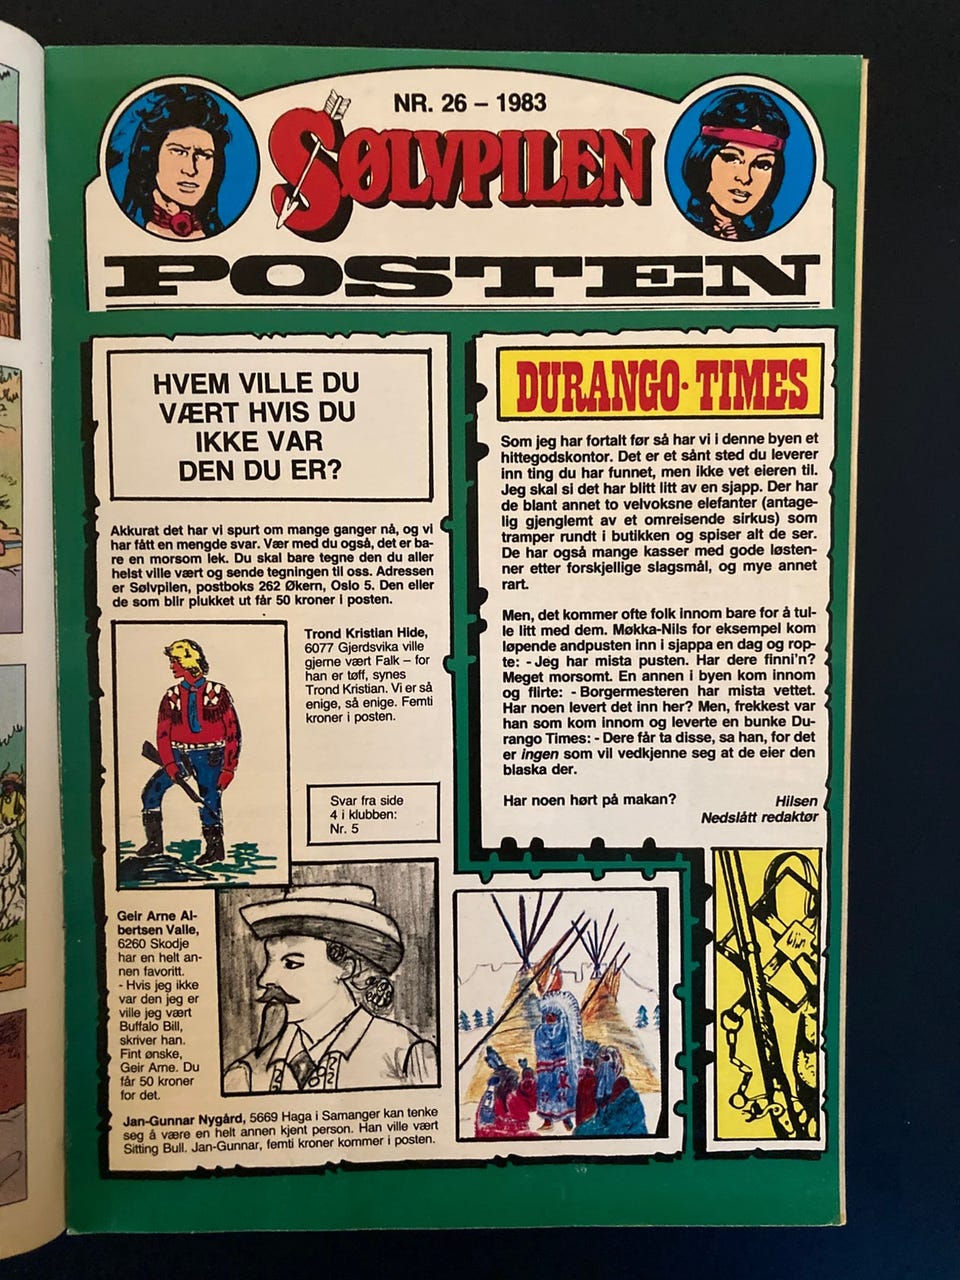 NR. 26 – 1983
SØLVPILEN
POSTEN
HVEM VILLE DU
VÆRT HVIS DU
IKKE VAR
DEN DU ER?
Akkurat det har vi spurt om mange ganger nå, og vi
har fått en mengde svar. Vær med du også, det er ba-
re en morsom lek. Du skal bare tegne den du aller
helst ville vært og sende tegningen til oss. Adressen
er Sølvpilen, postboks 262 Økern, Oslo 5. Den eller
de som blir plukket ut får 50 kroner i posten.
Trond Kristian Hide,
6077 Gjerdsvika ville
gjerne vært Falk – for
han er tøff, synes
Trond Kristian. Vi er så
enige, så enige. Femti
kroner i posten.
Svar fra side
4 i klubben:
Nr. 5
Geir Arne Al-
bertsen Valle,
6260 Skodje
har en helt an-
nen favoritt.
- Hvis jeg ikke
var den jeg er
ville jeg vært
Buffalo Bill,
skriver han.
Fint ønske,
Geir Arne. Du
får 50 kroner
for det.
Jan-Gunnar Nygård, 5669 Haga i Samanger kan tenke
seg å være en helt annen kjent person. Han ville vært
Sitting Bull. Jan-Gunnar, femti kroner kommer i posten.
DURANGO·TIMES
Som jeg har fortalt før så har vi i denne byen et
hittegodskontor. Det er et sånt sted du leverer
inn ting du har funnet, men ikke vet eieren til.
Jeg skal si det har blitt litt av en sjapp. Der har
de blant annet to velvoksne elefanter (antage-
lig gjenglemt av et omreisende sirkus) som
tramper rundt i butikken og spiser alt de ser.
De har også mange kasser med gode løsten-
ner etter forskjellige slagsmål, og mye annet
rart.
Men, det kommer ofte folk innom bare for å tul-
le litt med dem. Møkka-Nils for eksempel kom
løpende andpusten inn i sjappa en dag og rop-
te: - Jeg har mista pusten. Har dere finni'n?
Meget morsomt. En annen i byen kom innom
og flirte: - Borgermesteren har mista vettet.
Har noen levert det inn her? Men, frekkest var
han som kom innom og leverte en bunke Du-
rango Times: - Dere får ta disse, sa han, for det
er ingen som vil vedkjenne seg at de eier den
blaska der.
Har noen hørt på makan?
Hilsen
Nedslått redaktør